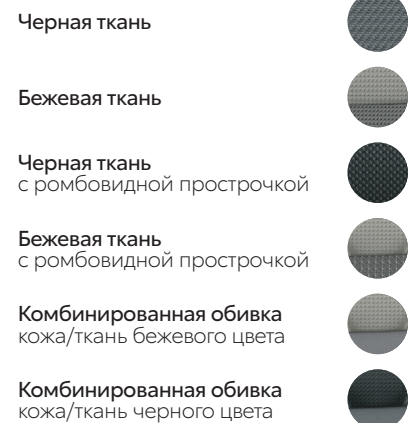 Черная ткань
Бежевая ткань
Черная ткань
с ромбовидной прострочкой
Бежевая ткань
с ромбовидной прострочкой
Комбинированная обивка
кожа/ткань бежевого цвета
Комбинированная обивка
кожа/ткань черного цвета